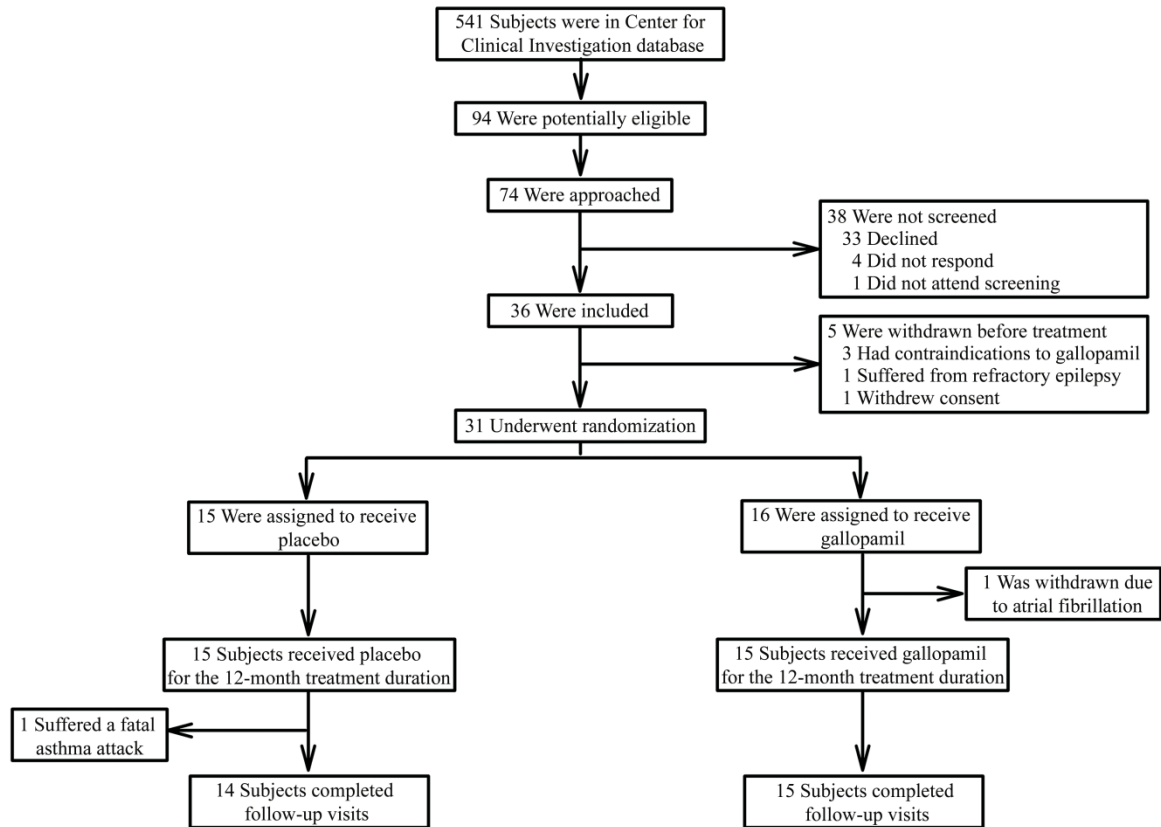 541 Subjects were in Center for
Clinical Investigation database
94 Were potentially eligible
74 Were approached
38 Were not screened
33 Declined
4 Did not respond
1 Did not attend screening
36 Were included
5 Were withdrawn before treatment
3 Had contraindications to gallopamil
1 Suffered from refractory epilepsy
1 Withdrew consent
31 Underwent randomization
15 Were assigned to receive
placebo
16 Were assigned to receive
gallopamil
1 Was withdrawn due
to atrial fibrillation
15 Subjects received placebo
for the 12-month treatment duration
15 Subjects received gallopamil
for the 12-month treatment duration
1 Suffered a fatal
asthma attack
14 Subjects completed
follow-up visits
15 Subjects completed
follow-up visits